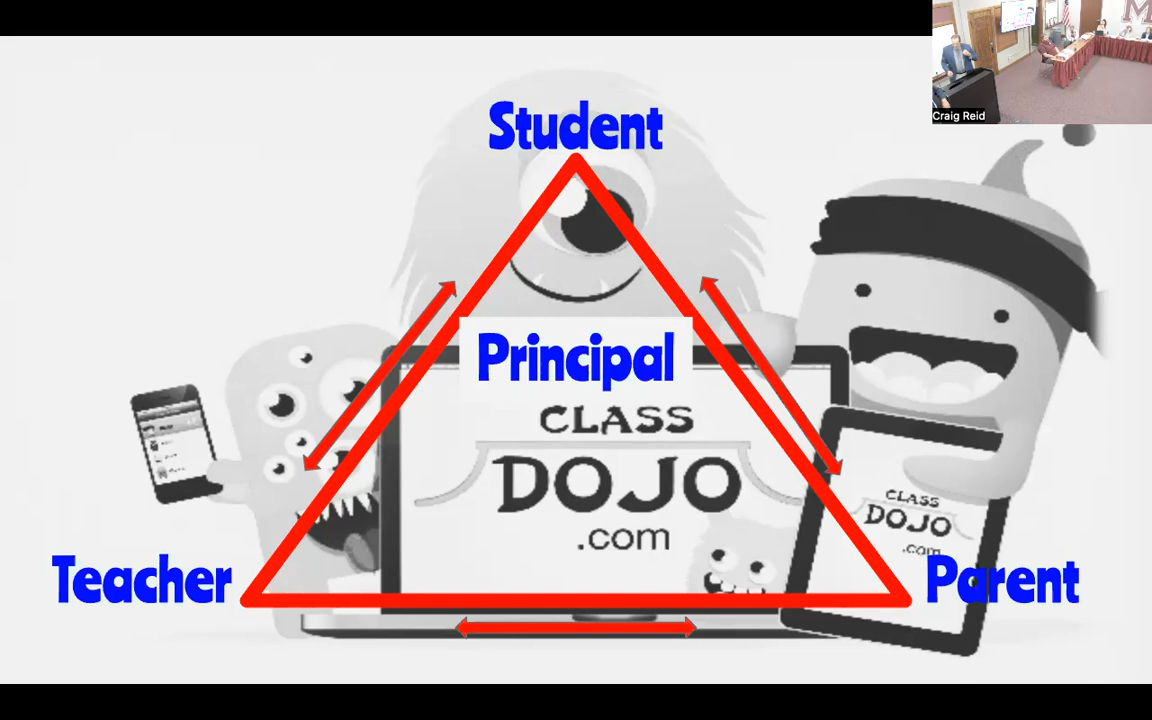 Craig Reid
Student
Principal
CLASS
DOJO
.com
CLASS
DOJO
.com
Teacher
Parent
M